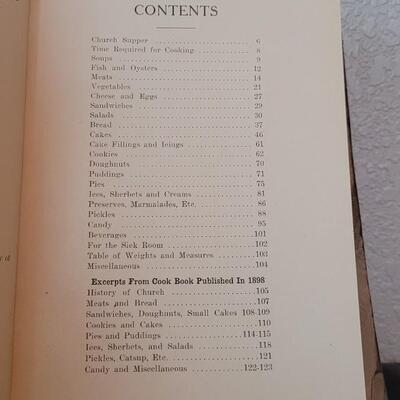 CONTENTS
Church Supper 6
Time Required for Cooking 8
Soups 9
Fish and Oysters 12
Meats 14
Vegetables 21
Cheese and Eggs 27
Sandwiches 29
Salads 30
Bread 37
Cakes 46
Cake Fillings and Icings 61
Cookies 62
Doughnuts 70
Puddings 71
Pies 75
Ices, Sherbets and Creams 81
Preserves, Marmalades, Etc. 86
Pickles 88
Candy 95
Beverages 101
For the Sick Room 102
Table of Weights and Measures 103
Miscellaneous 104
Excerpts From Cook Book Published In 1898
History of Church 105
Meats and Bread 107
Sandwiches, Doughnuts, Small Cakes 108-109
Cookies and Cakes 110
Pies and Puddings 114-115
Ices, Sherbets, and Salads 118
Pickles, Catsup, Etc. 121
Candy and Miscellaneous 122-123